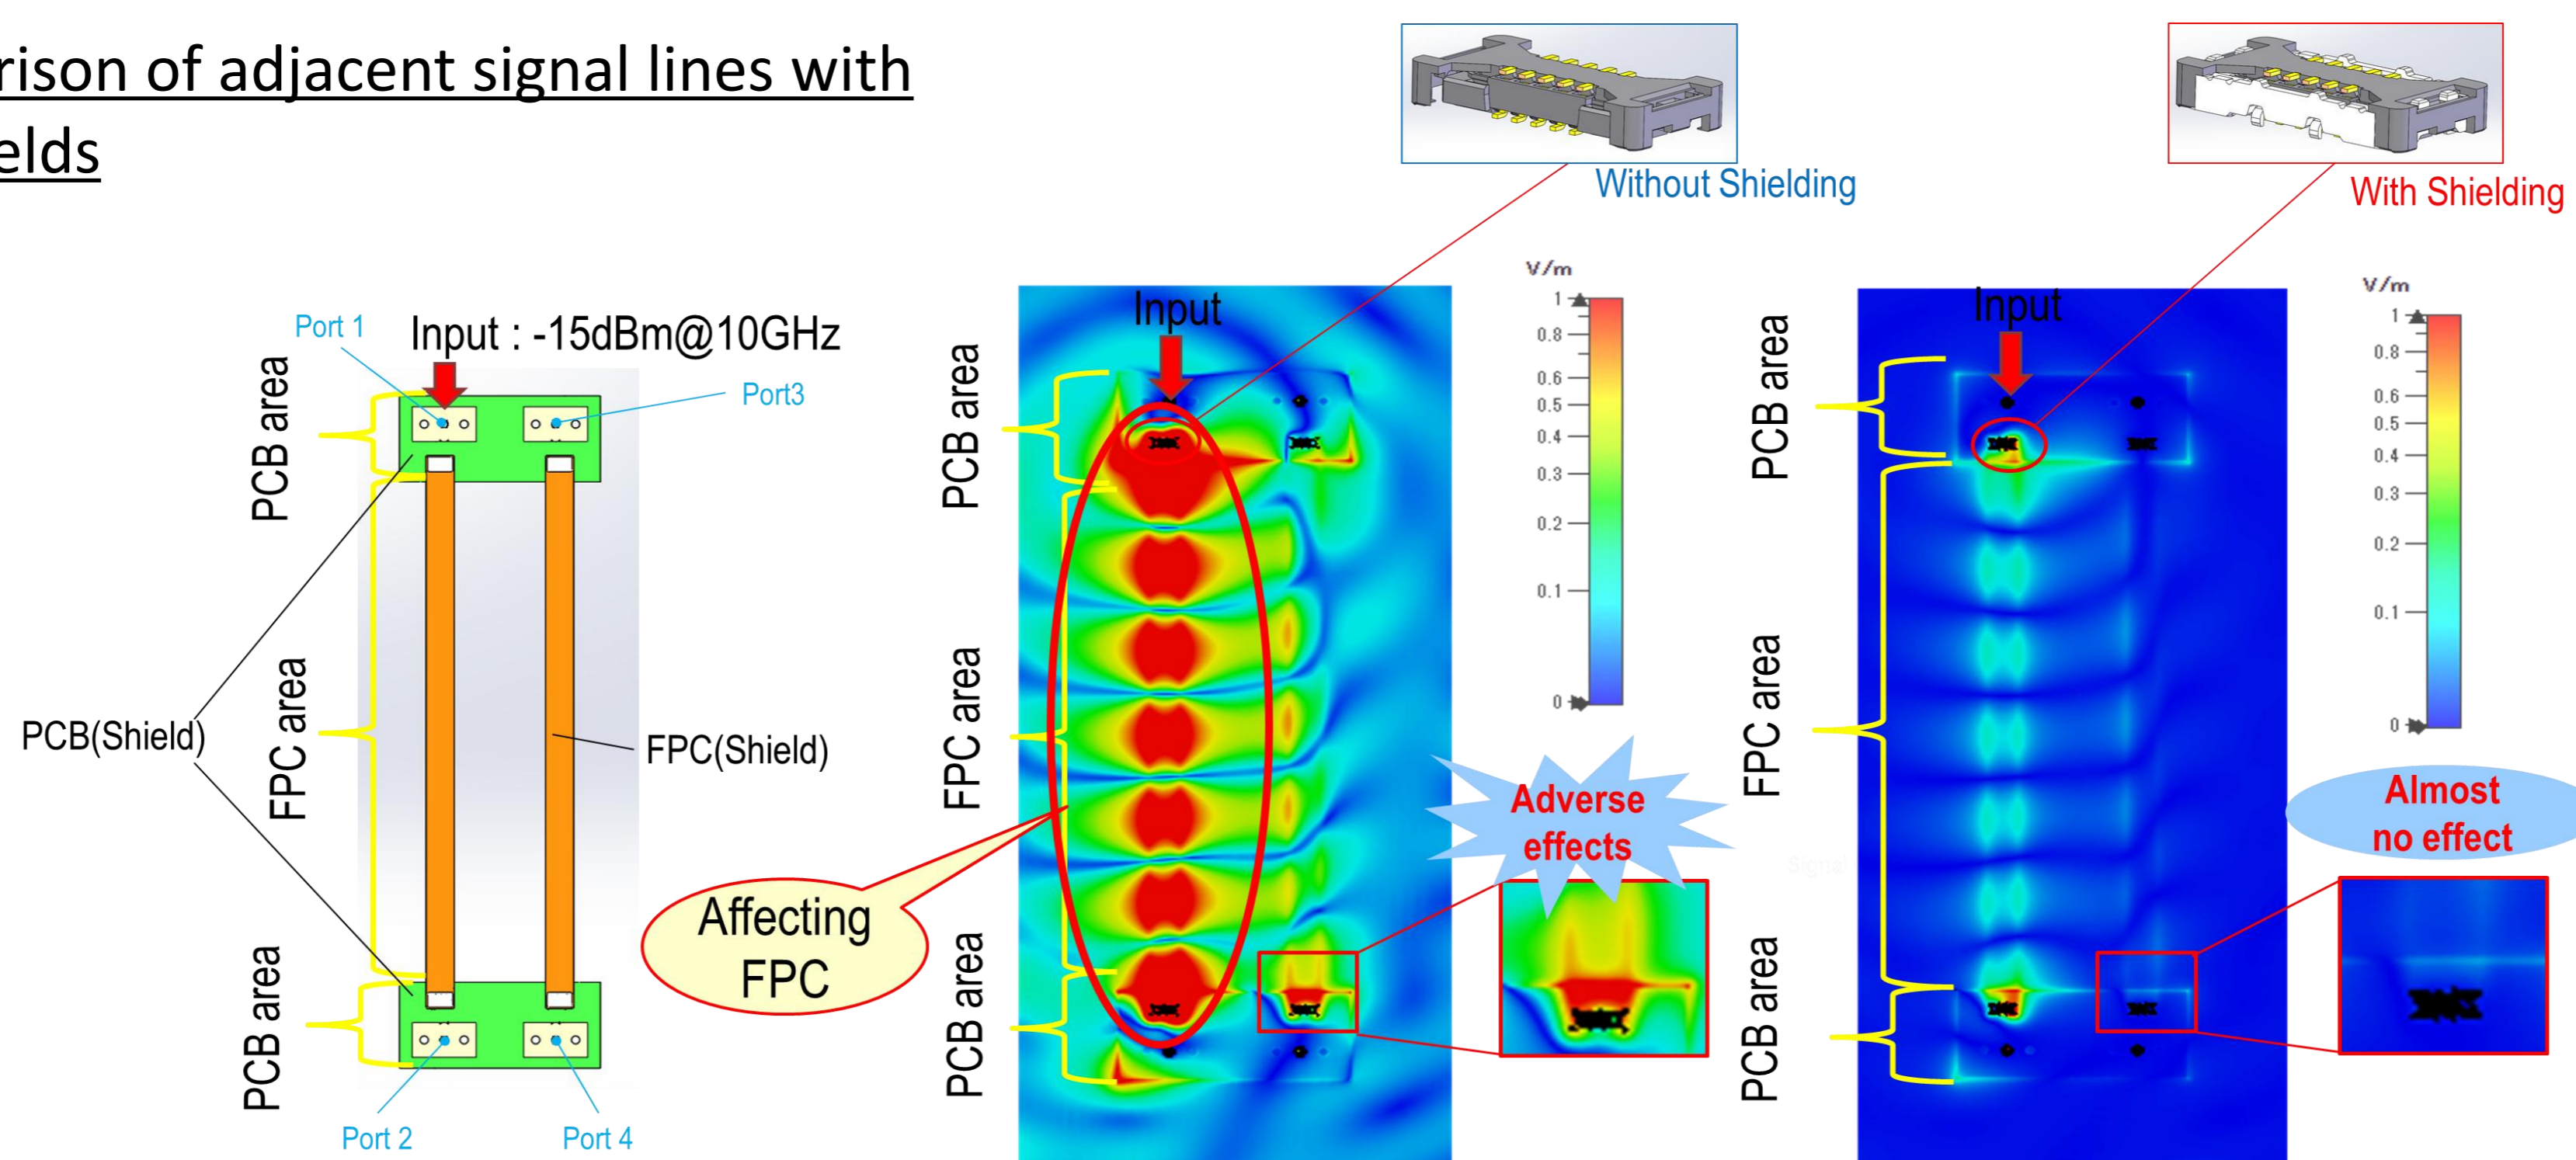 rison of adjacent signal lines with
elds
Without Shielding
With Shielding
Port 1
Input : -15dBm@10GHz
Port3
PCB area
FPC area
PCB area
PCB(Shield)
FPC(Shield)
Port 2
Port 4
Input
PCB area
FPC area
PCB area
Affecting
FPC
V/m
1
0.8
0.6
0.5
0.4
0.3
0.2
0.1
0
Adverse
effects
Input
PCB area
FPC area
PCB area
Signal
V/m
1
0.8
0.6
0.5
0.4
0.3
0.2
0.1
0
Almost
no effect